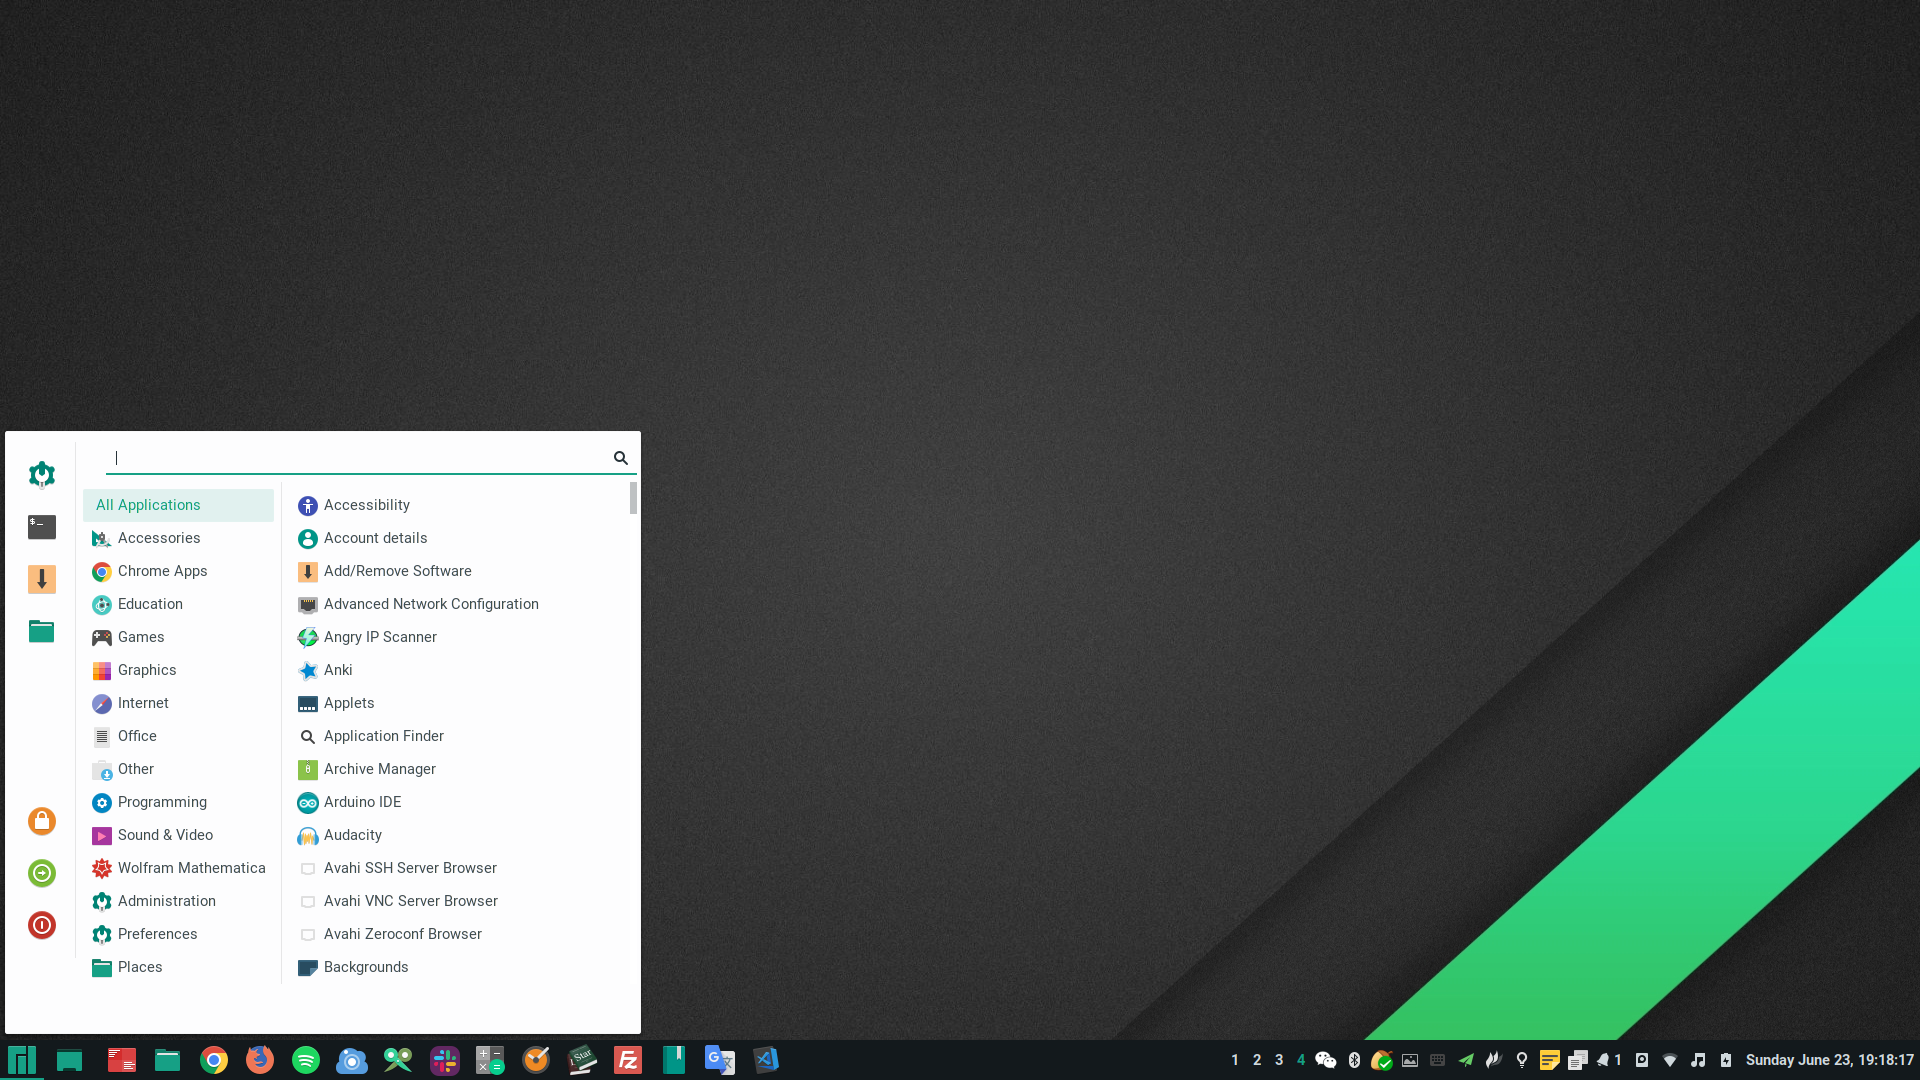 All Applications
Accessories
Chrome Apps
Education
Games
Graphics
Internet
Office
Other
Programming
Sound & Video
Wolfram Mathematica
Administration
Preferences
Places
Accessibility
Account details
Add/Remove Software
Advanced Network Configuration
Angry IP Scanner
Anki
Applets
Application Finder
Archive Manager
Arduino IDE
Audacity
Avahi SSH Server Browser
Avahi VNC Server Browser
Avahi Zeroconf Browser
Backgrounds
$_
Star
Fz
G
1 2 3 4
1
Sunday June 23, 19:18:17